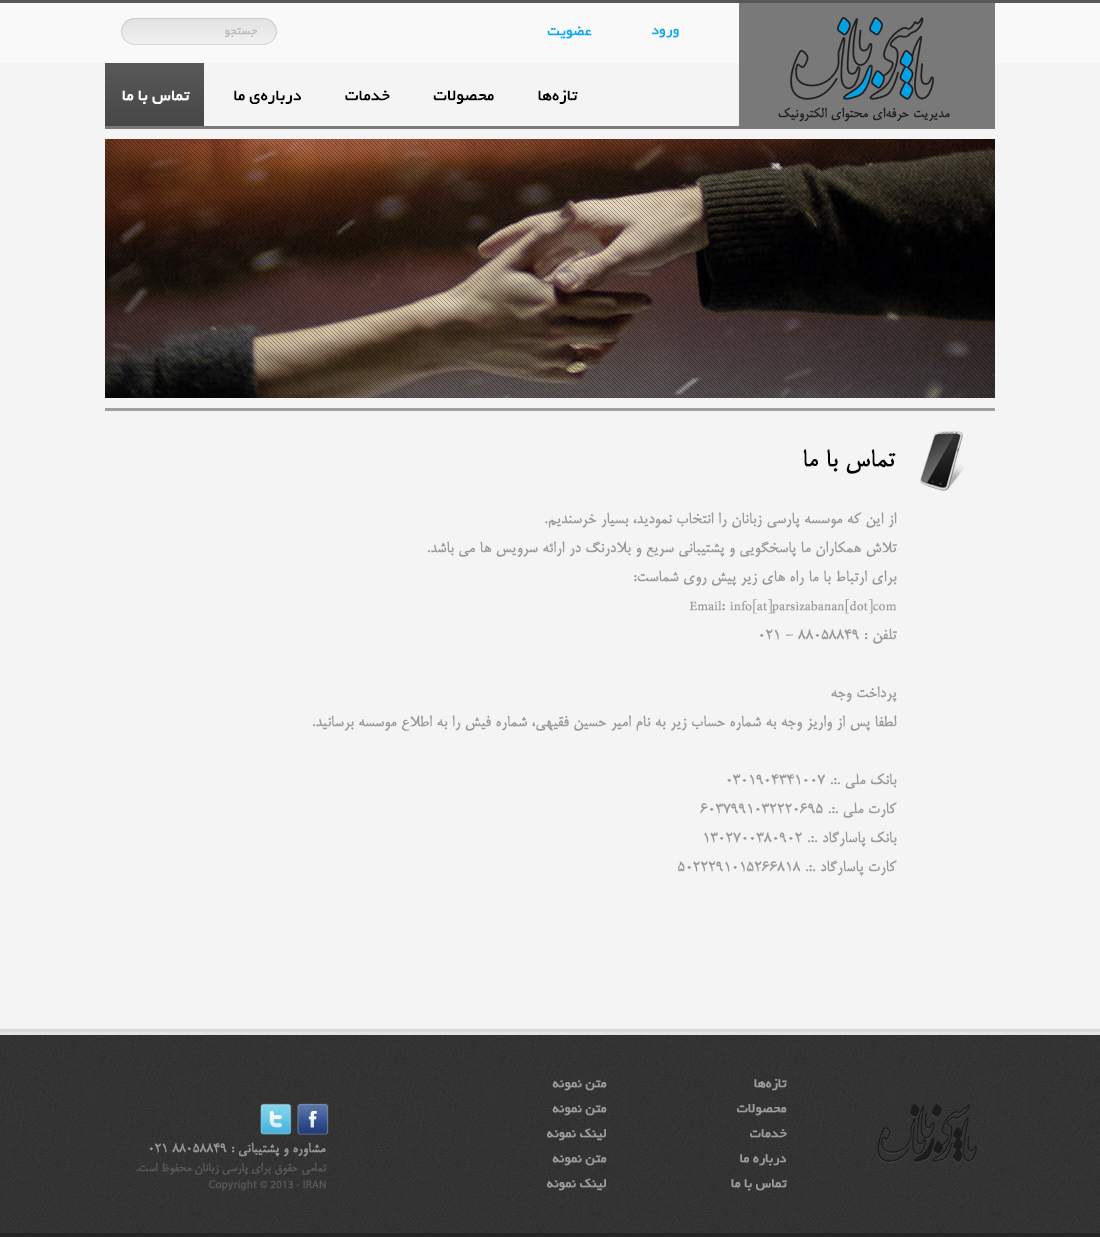 پارسی زبانان
مدیریت حرفه‌ای محتوای الکترونیک
ورود
عضویت
جستجو
تازه‌ها
محصولات
خدمات
درباره‌ی ما
تماس با ما
تماس با ما
از این که موسسه پارسی زبانان را انتخاب نمودید، بسیار خرسندیم.
تلاش همکاران ما پاسخگویی و پشتیبانی سریع و بلادرنگ در ارائه سرویس ها می باشد.
برای ارتباط با ما راه های زیر پیش روی شماست:
Email: info[at]parsizabanan[dot]com
تلفن : ۸۸۰۵۸۸۴۹ – ۰۲۱
پرداخت وجه
لطفا پس از واریز وجه به شماره حساب زیر به نام امیر حسین فقیهی، شماره فیش را به اطلاع موسسه برسانید.
بانک ملی .:. ۰۳۰۱۹۰۴۳۴۱۰۰۷
کارت ملی .:. ۶۰۳۷۹۹۱۰۳۲۲۲۰۶۹۵
بانک پاسارگاد .:. ۱۳۰۲۷۰۰۳۸۰۹۰۲
کارت پاسارگاد .:. ۵۰۲۲۲۹۱۰۱۵۲۶۶۸۱۸
پارسی زبانان
تازه‌ها
محصولات
خدمات
درباره ما
تماس با ما
متن نمونه
متن نمونه
لینک نمونه
متن نمونه
لینک نمونه
مشاوره و پشتیبانی : ۸۸۰۵۸۸۴۹ ۰۲۱
تمامی حقوق برای پارسی زبانان محفوظ است.
Copyright © 2013 - IRAN